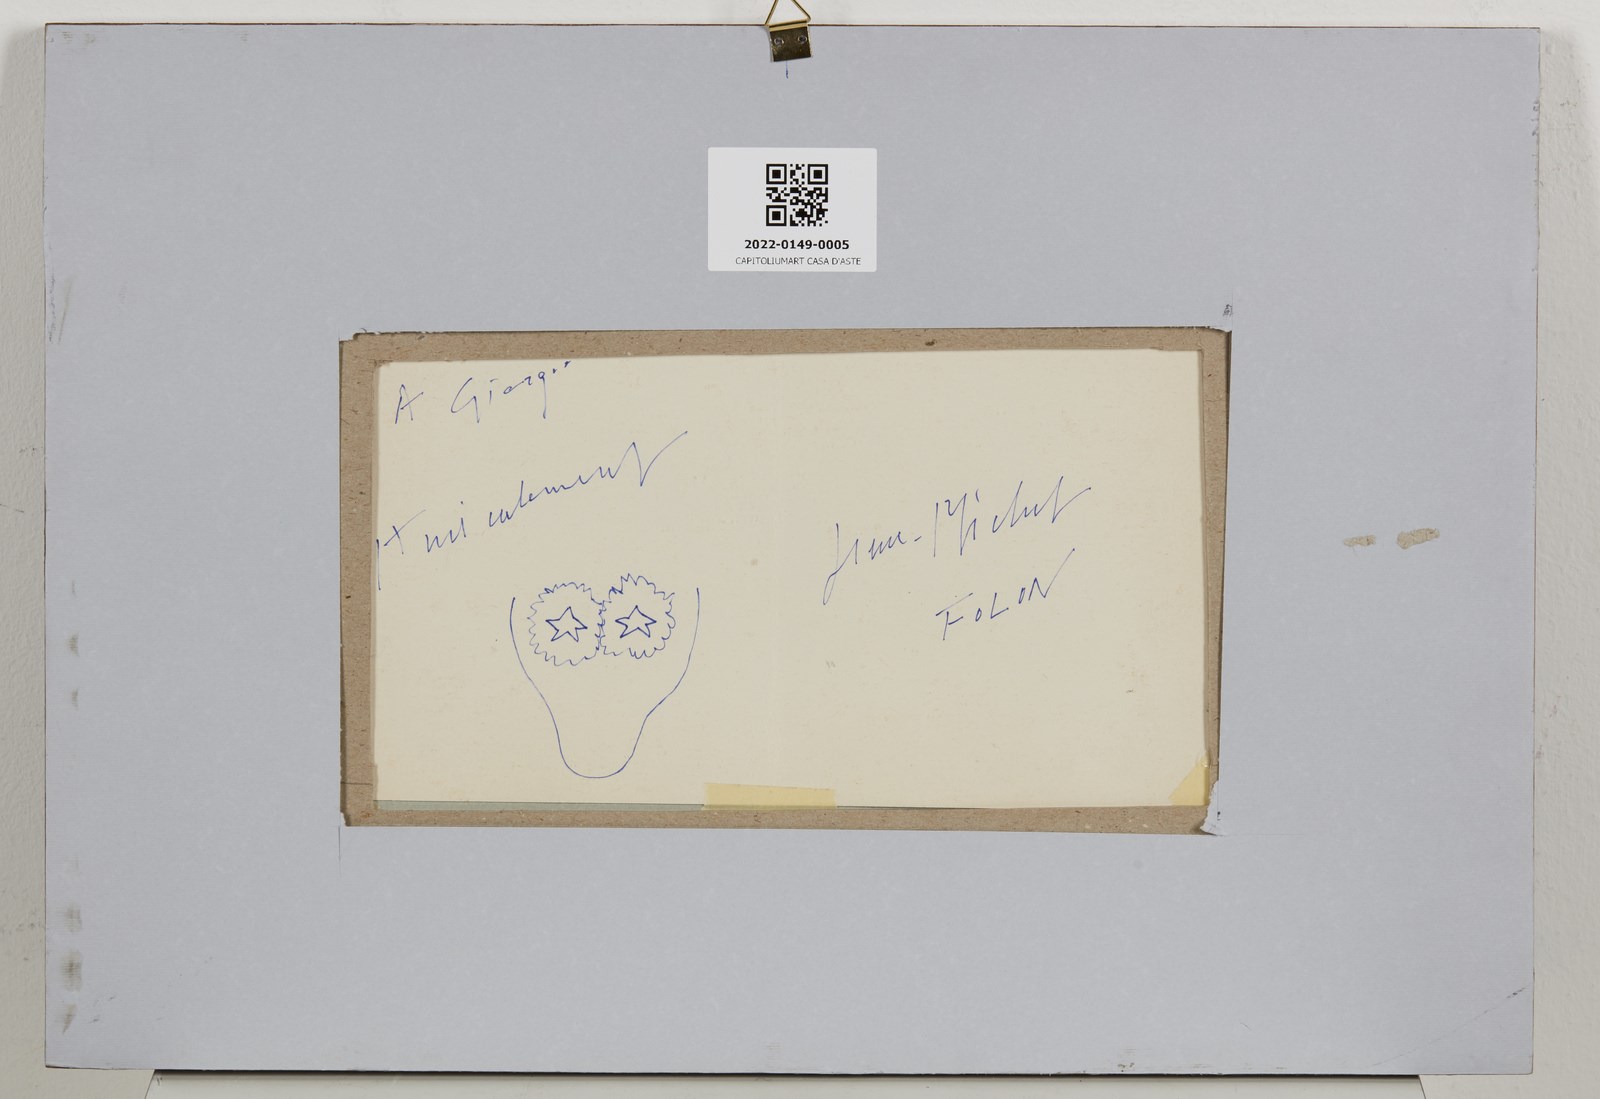 2022-0149-0005
CAPITOLIUMART CASA D'ASTE
A Giorgio
Amicalement
Jean-Michel
FOLON